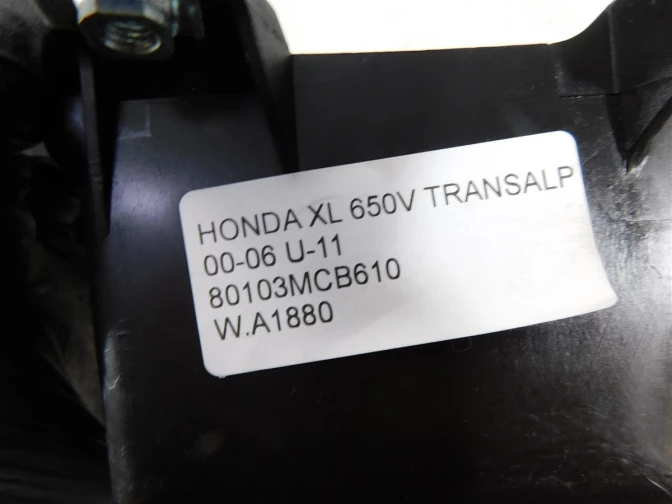 HONDA XL 650V TRANSALP
00-06 U-11
80103MCB610
W.A1880